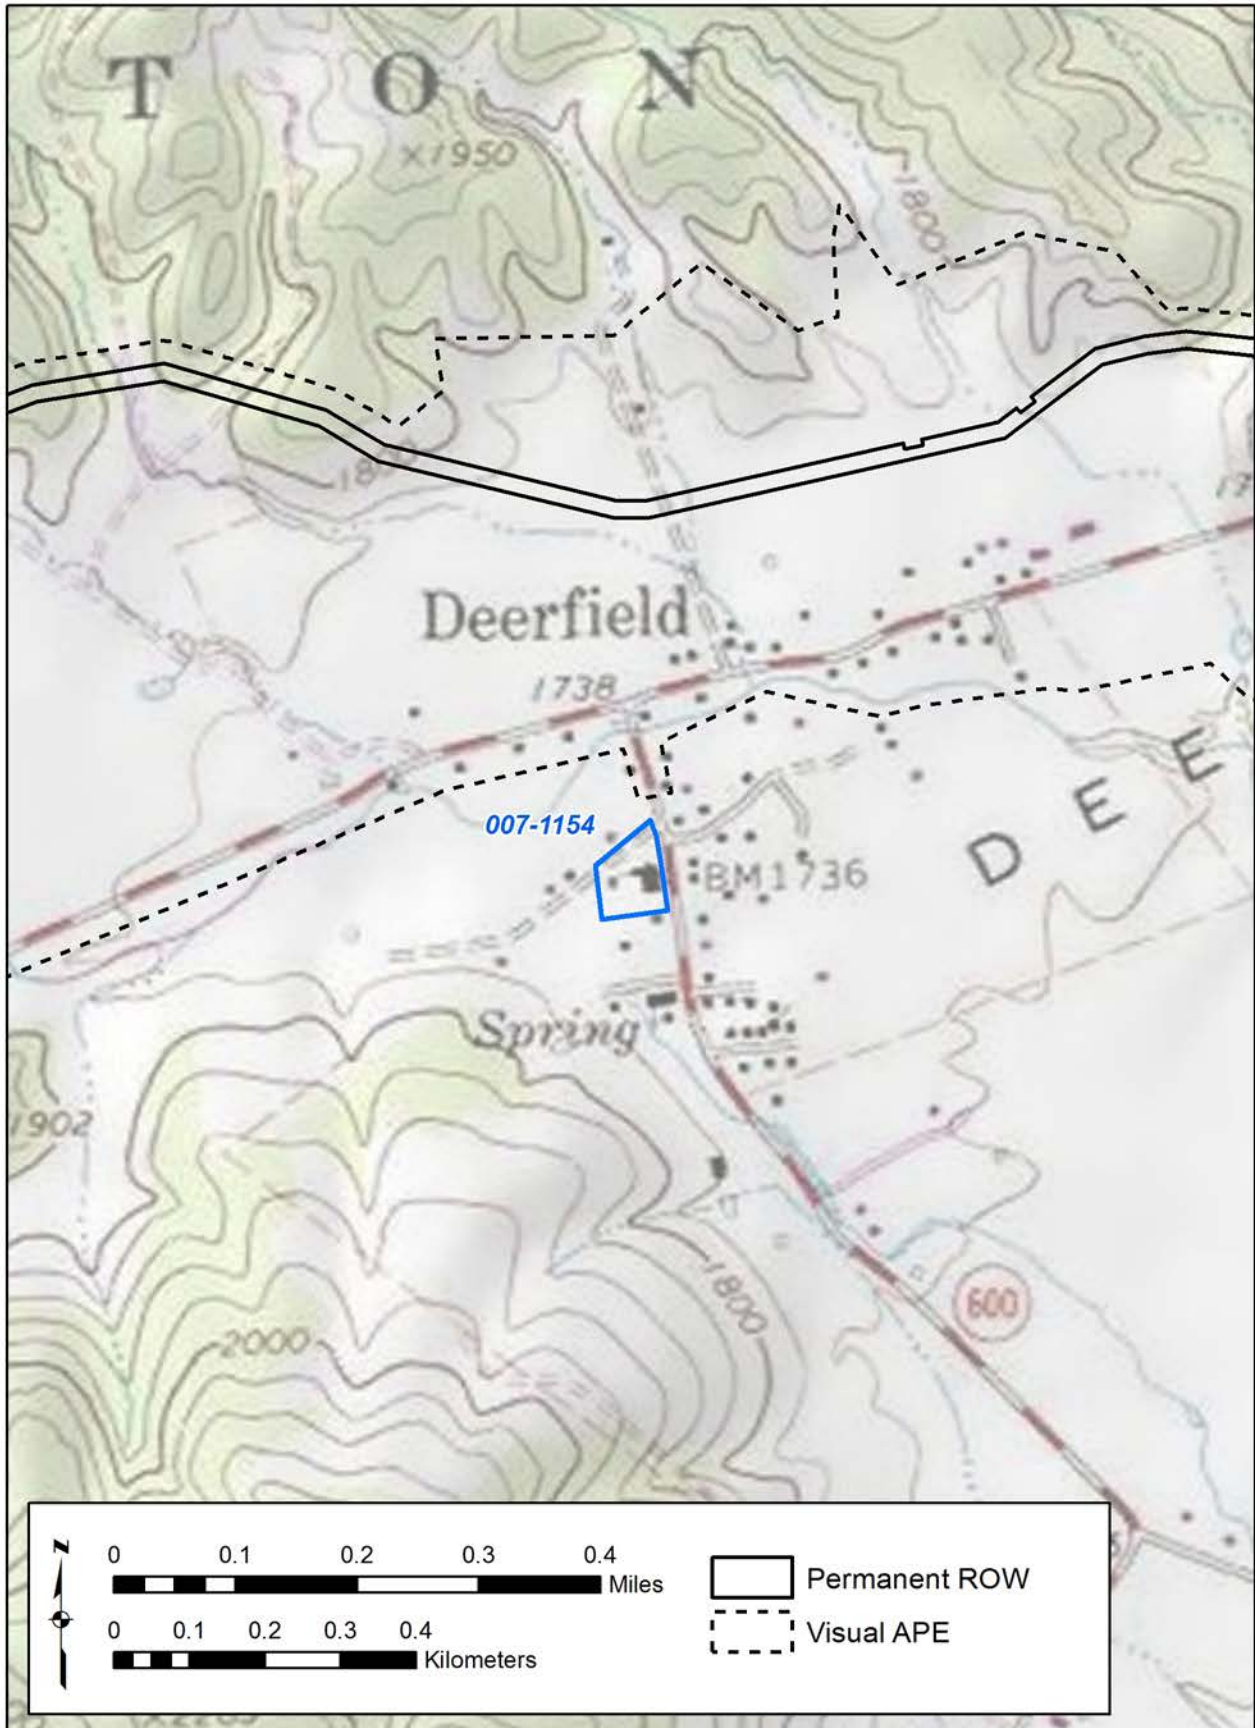 T O N
×1950
1800
1800
17
Deerfield
1738
007-1154
BM1736
D E E
Spring
1902
1800
600
2000
N
0 0.1 0.2 0.3 0.4
Miles
0 0.1 0.2 0.3 0.4
Kilometers
Permanent ROW
Visual APE